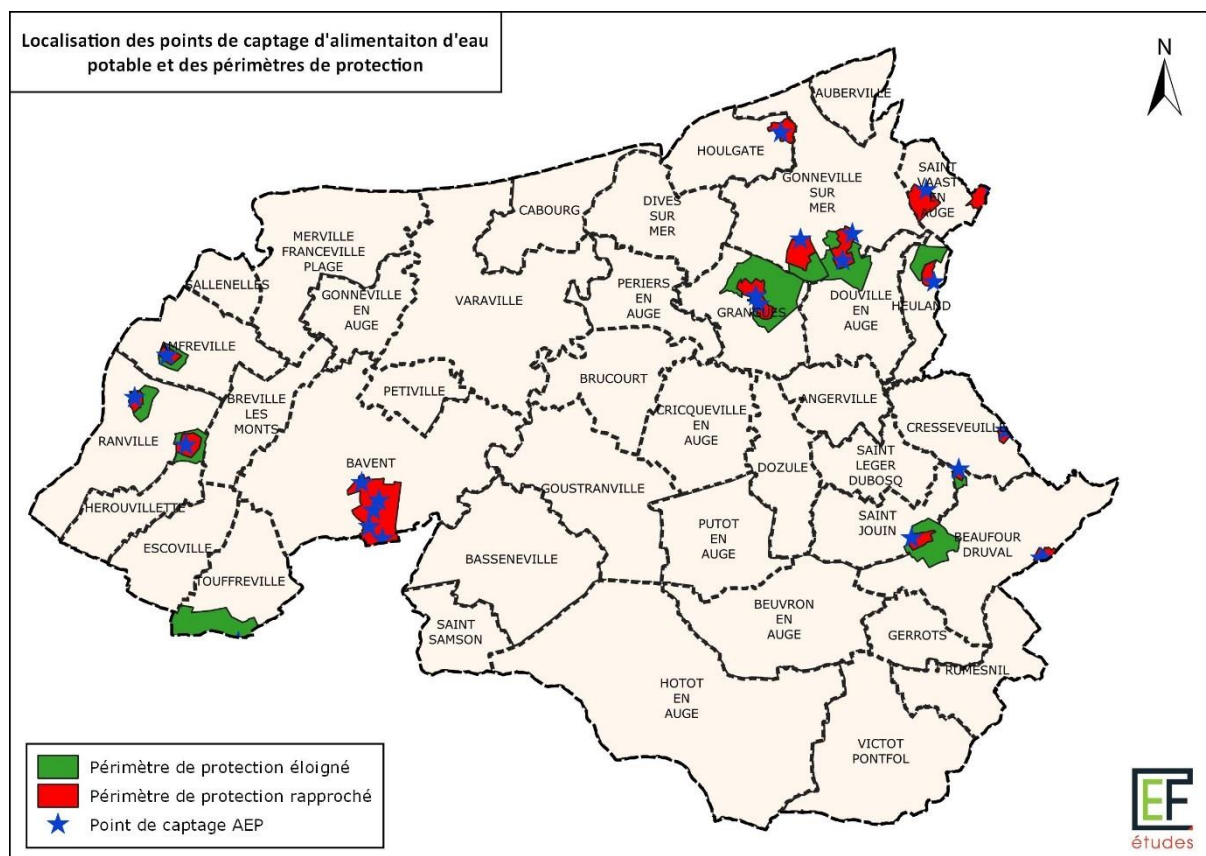 Localisation des points de captage d'alimentaiton d'eau
potable et des périmètres de protection
N
AUBERVILLE
HOULGATE
SAINT
VAAST
EN
AUGE
GONNEVILLE
SUR
MER
CABOURG
DIVES
SUR
MER
MERVILLE
FRANCEVILLE
PLAGE
SALLENELLES
GONNEVILLE
EN
AUGE
VARAVILLE
PERIERS
EN
AUGE
GRANGUES
DOUVILLE
EN
AUGE
HEULAND
AMFREVILLE
BREVILLE
LES
MONTS
PETIVILLE
BRUCOURT
CRICQUEVILLE
EN
AUGE
ANGERVILLE
CRESSEVEUILLE
RANVILLE
BAVENT
GOUSTRANVILLE
DOZULE
SAINT
LEGER
DUBOSQ
HEROUVILLETTE
ESCOVILLE
TOUFFREVILLE
BASSENEVILLE
PUTOT
EN
AUGE
SAINT
JOUIN
BEAUFOUR
DRUVAL
SAINT
SAMSON
BEUVRON
EN
AUGE
GERROTS
RUMESNIL
HOTOT
EN
AUGE
VICTOT
PONTFOL
Périmètre de protection éloigné
Périmètre de protection rapproché
Point de captage AEP
EF
études